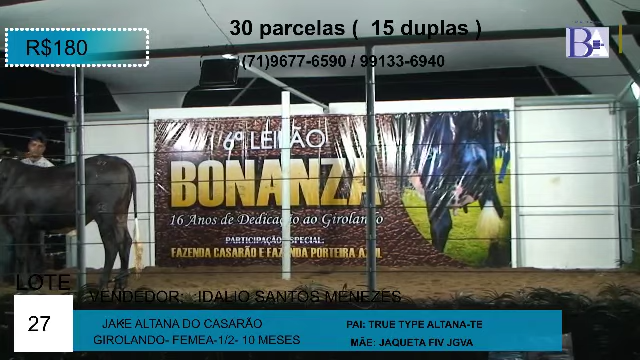 30 parcelas ( 15 duplas )
R$180
(71)9677-6590 / 99133-6940
6º LEILÃO
BONANZA
16 Anos de Dedicação ao Girolando
PARTICIPAÇÃO ESPECIAL:
FAZENDA CASARÃO E FAZENDA PORTEIRA AZUL
LOTE
VENDEDOR: IDALIO SANTOS MENEZES
27
JAKE ALTANA DO CASARÃO
PAI: TRUE TYPE ALTANA-TE
GIROLANDO- FEMEA-1/2- 10 MESES
MÃE: JAQUETA FIV JGVA